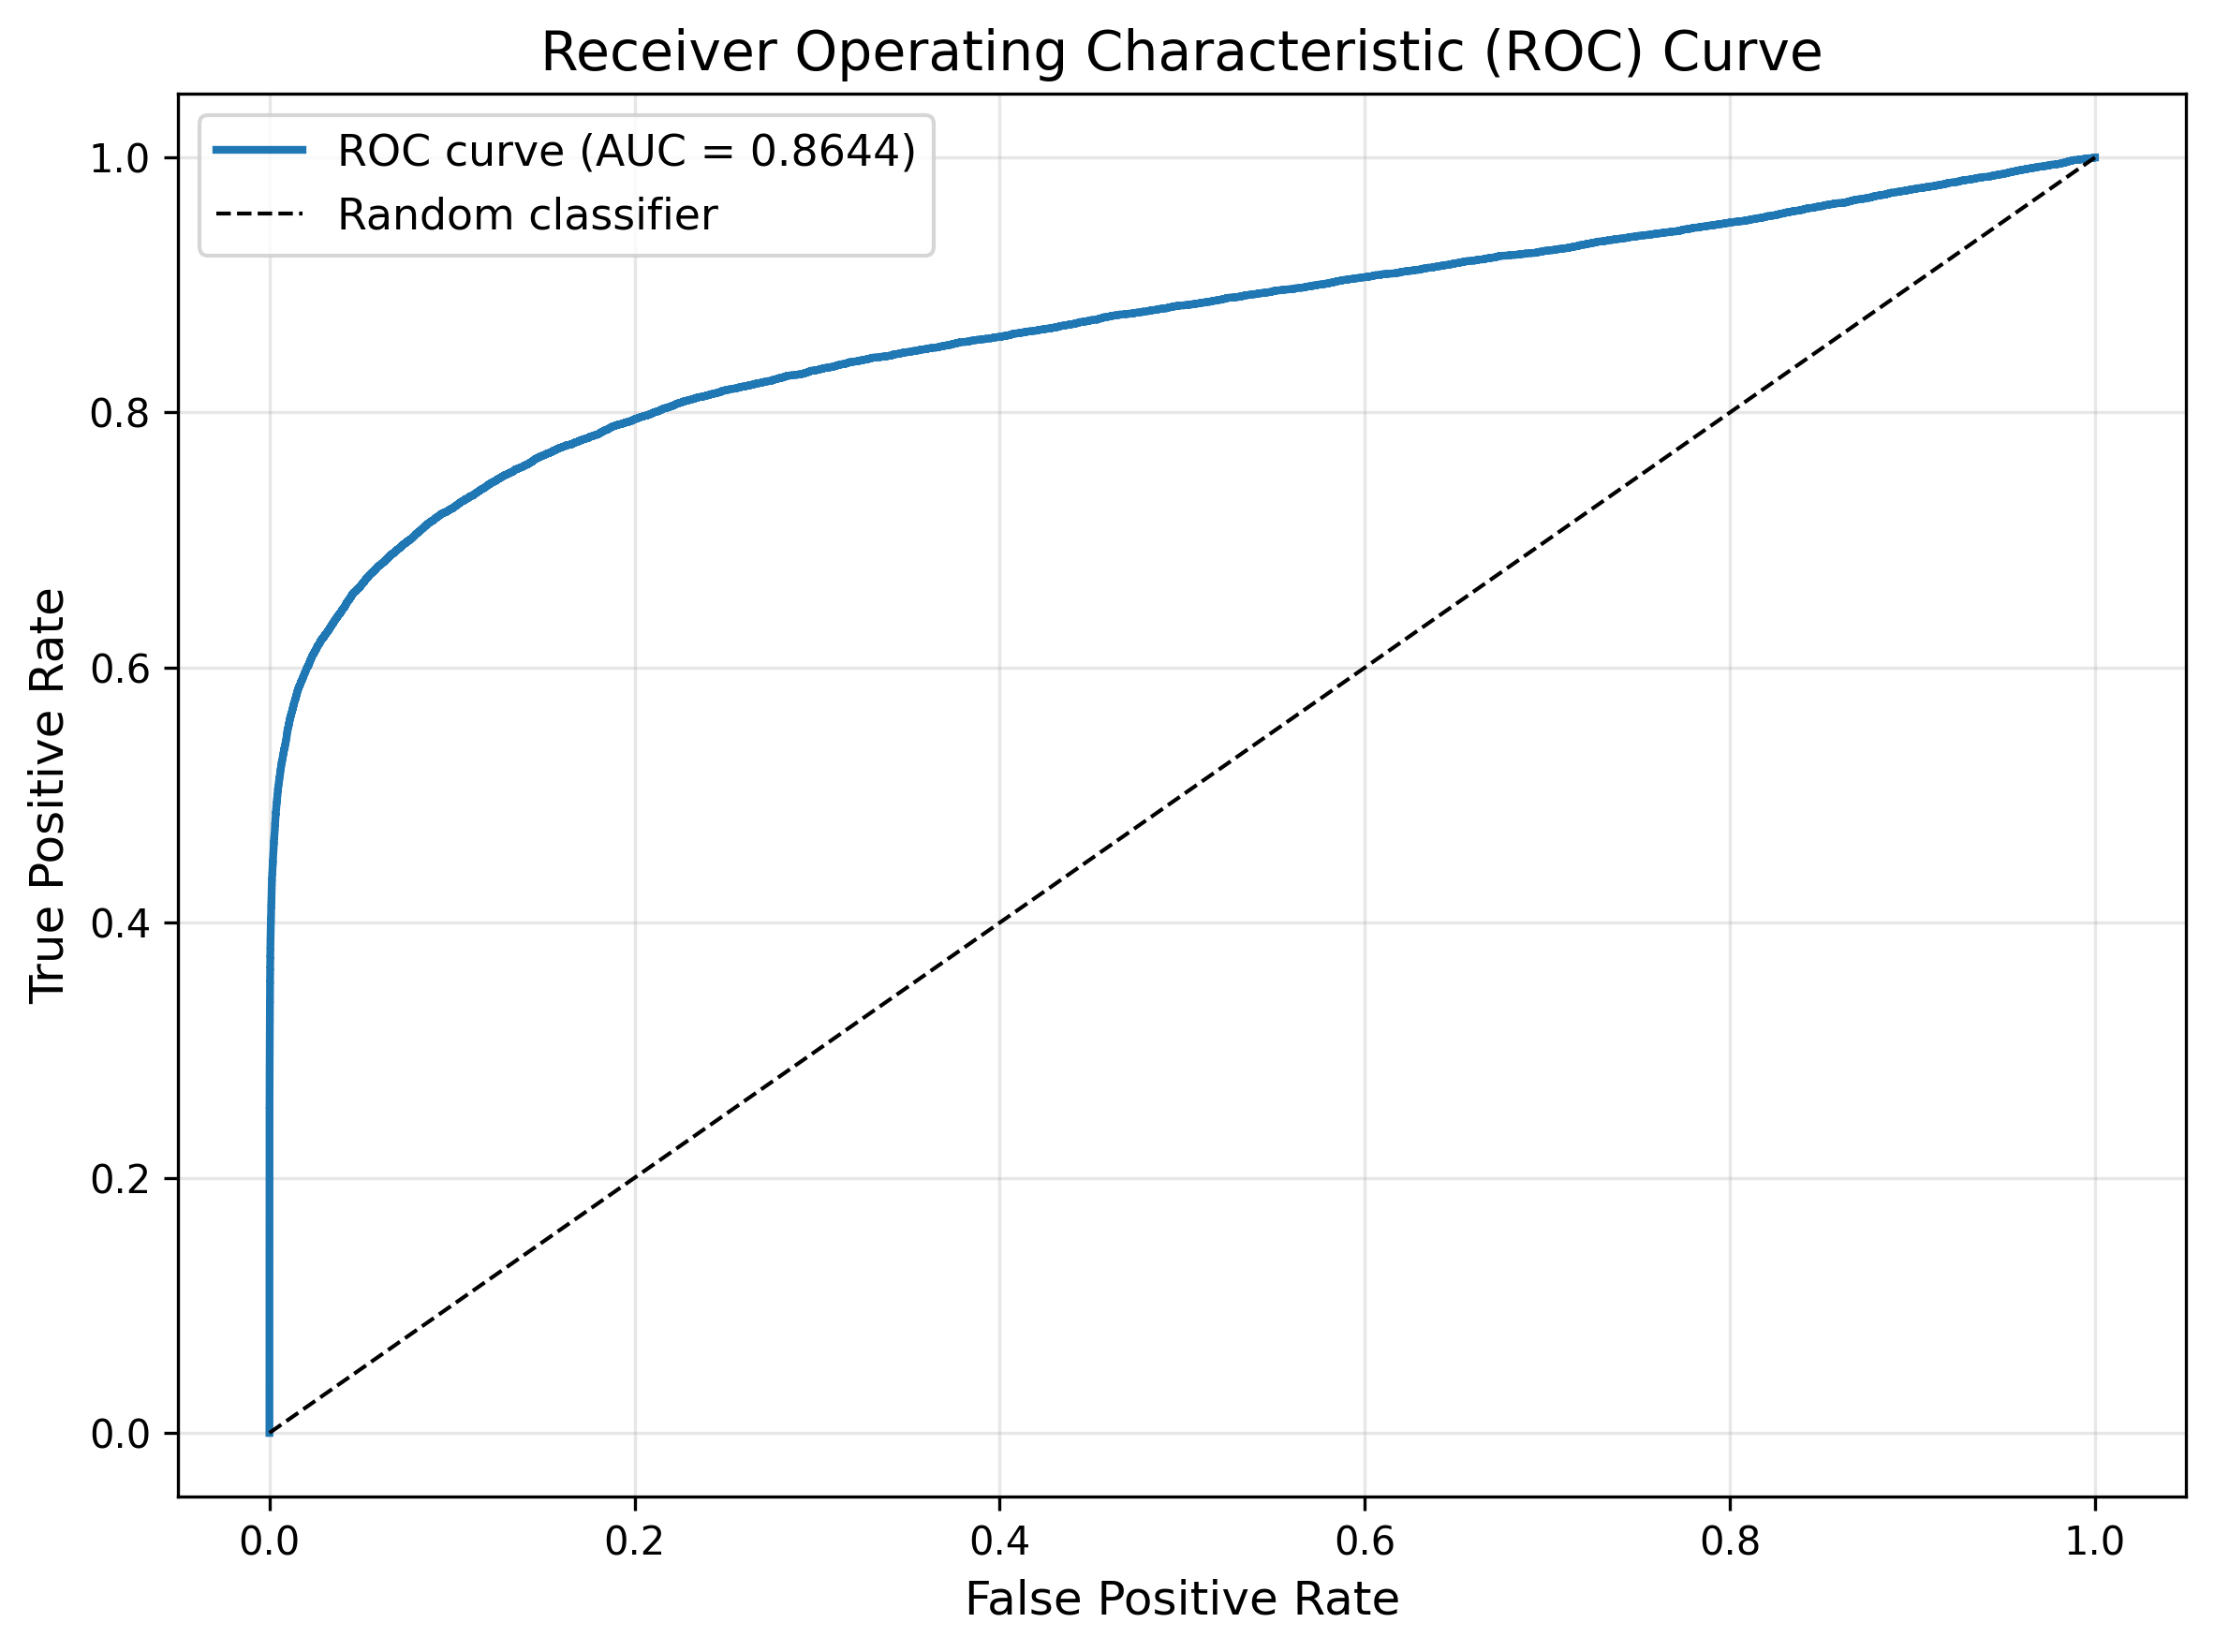 Receiver Operating Characteristic (ROC) Curve
ROC curve (AUC = 0.8644)
Random classifier
1.0
0.8
0.6
0.4
0.2
0.0
True Positive Rate
0.0 0.2 0.4 0.6 0.8 1.0
False Positive Rate